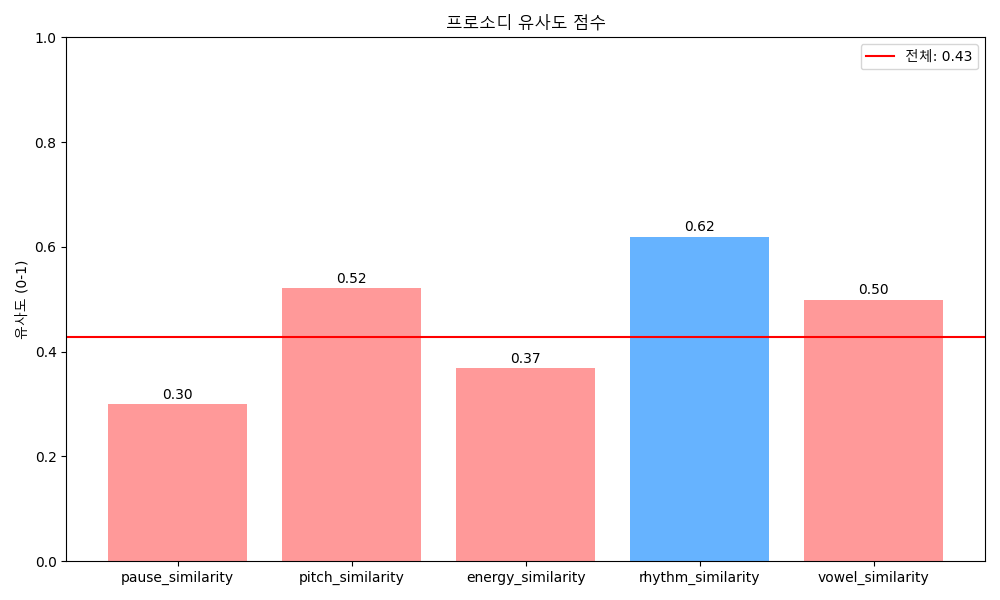 프로소디 유사도 점수
전체: 0.43
유사도 (0-1)
1.0
0.8
0.6
0.4
0.2
0.0
0.30
0.52
0.37
0.62
0.50
pause_similarity
pitch_similarity
energy_similarity
rhythm_similarity
vowel_similarity